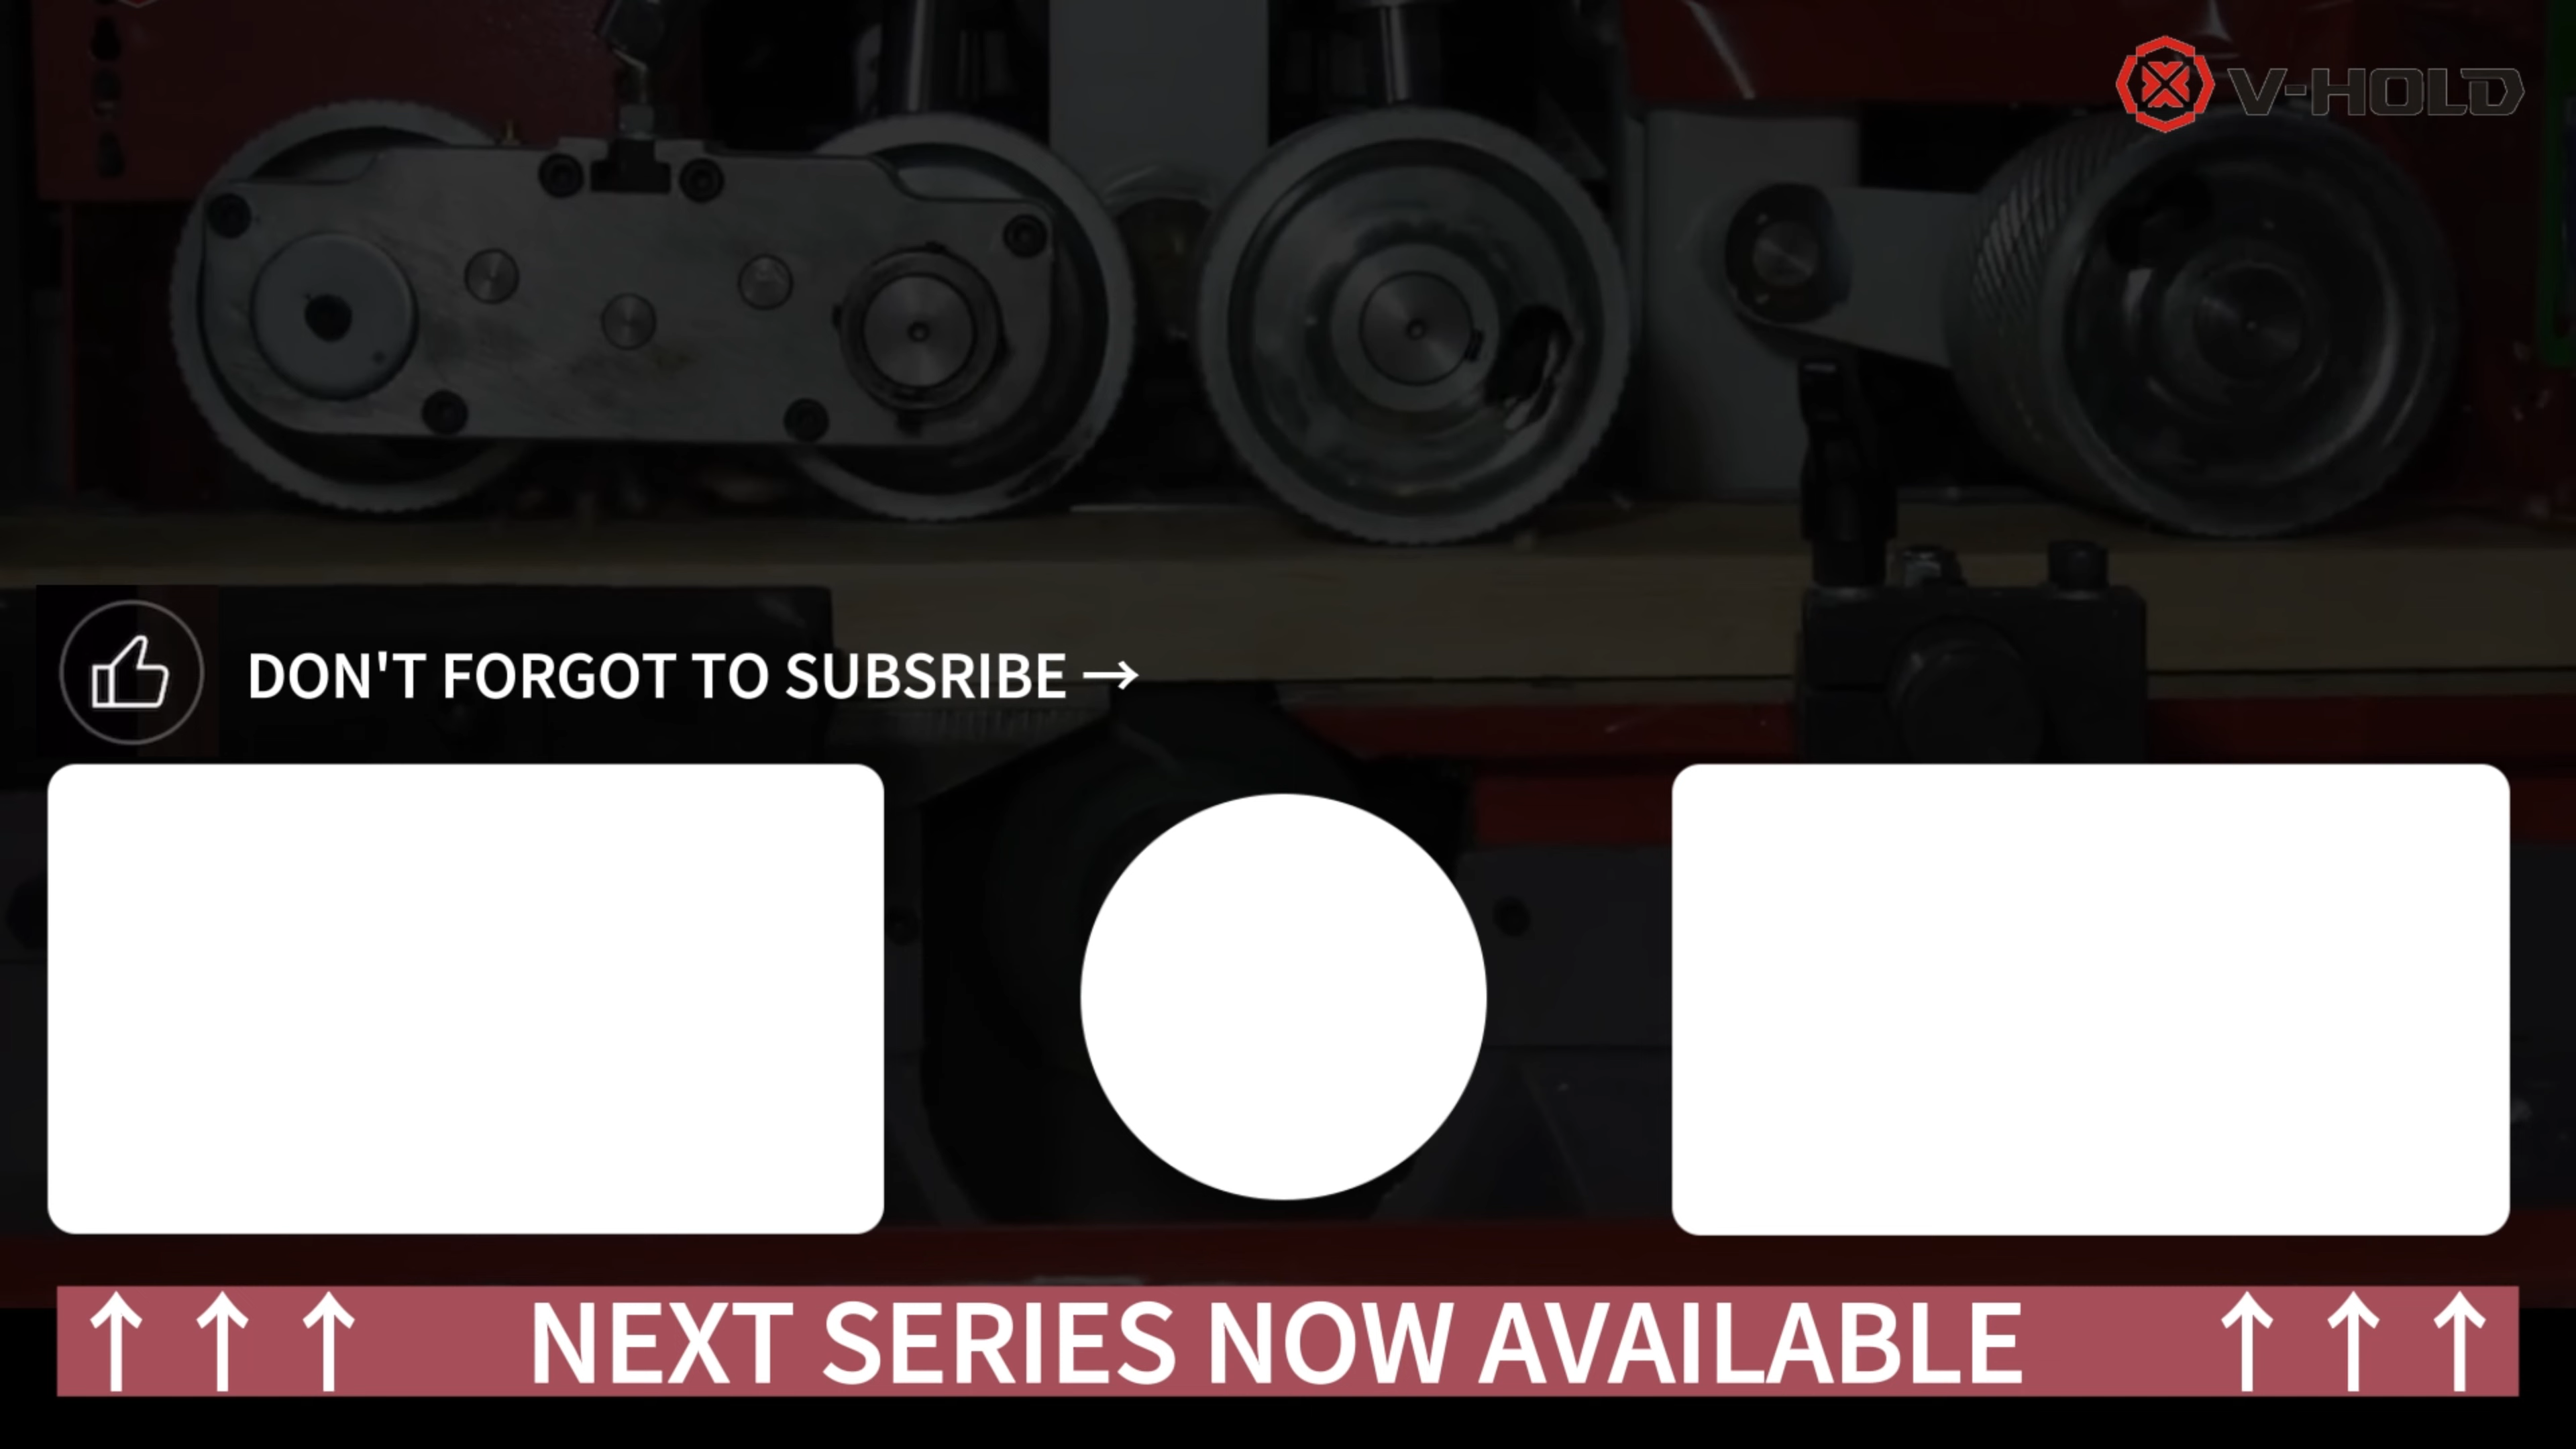 V-HOLD
DON'T FORGOT TO SUBSRIBE →
↑ ↑ ↑ NEXT SERIES NOW AVAILABLE ↑ ↑ ↑